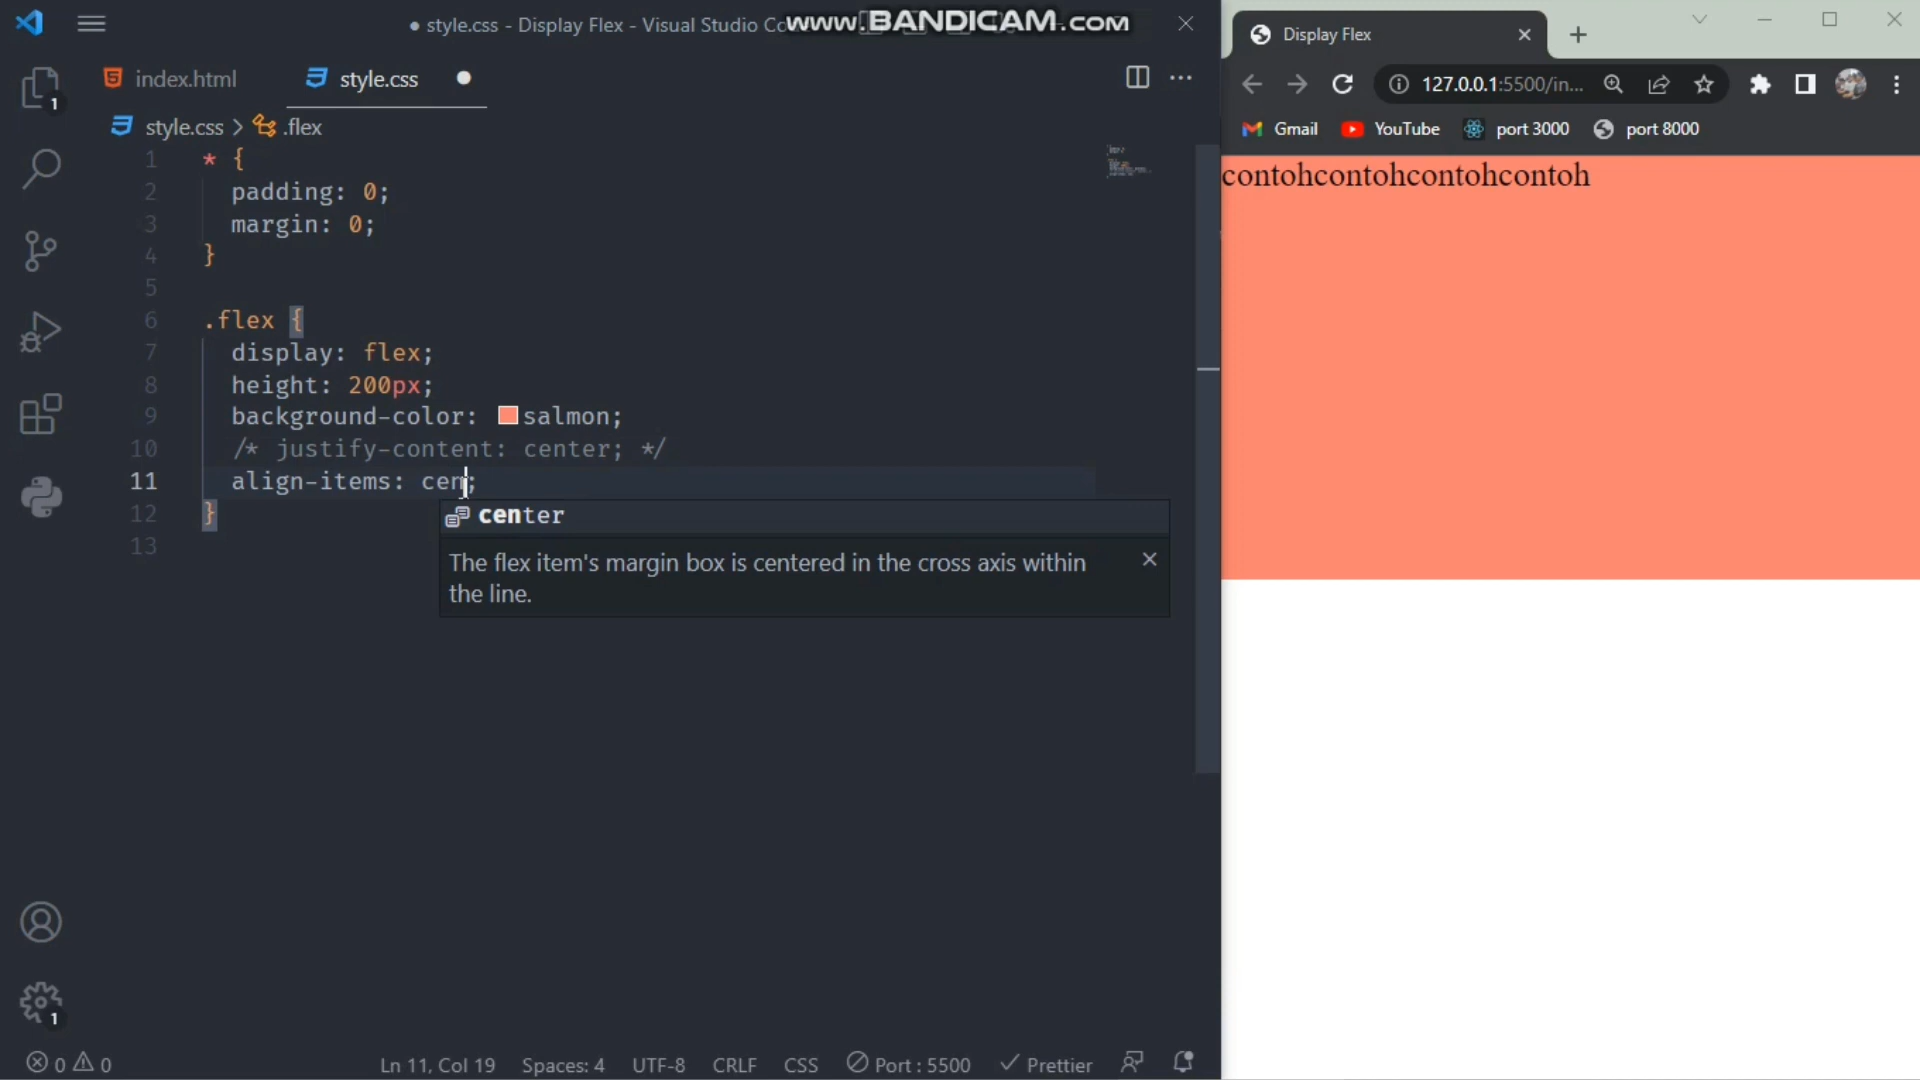 ● style.css - Display Flex - Visual Studio Co
www.BANDICAM.com
index.html
style.css ●
style.css > .flex
1 * {
2 padding: 0;
3 margin: 0;
4 }
5
6 .flex {
7 display: flex;
8 height: 200px;
9 background-color: salmon;
10 /* justify-content: center; */
11 align-items: cen;
12 }
13
center
The flex item's margin box is centered in the cross axis within
the line.
1
1
0 0
Ln 11, Col 19 Spaces: 4 UTF-8 CRLF CSS Port : 5500 Prettier
Display Flex
127.0.0.1:5500/in...
Gmail YouTube port 3000 port 8000
contohcontohcontohcontoh